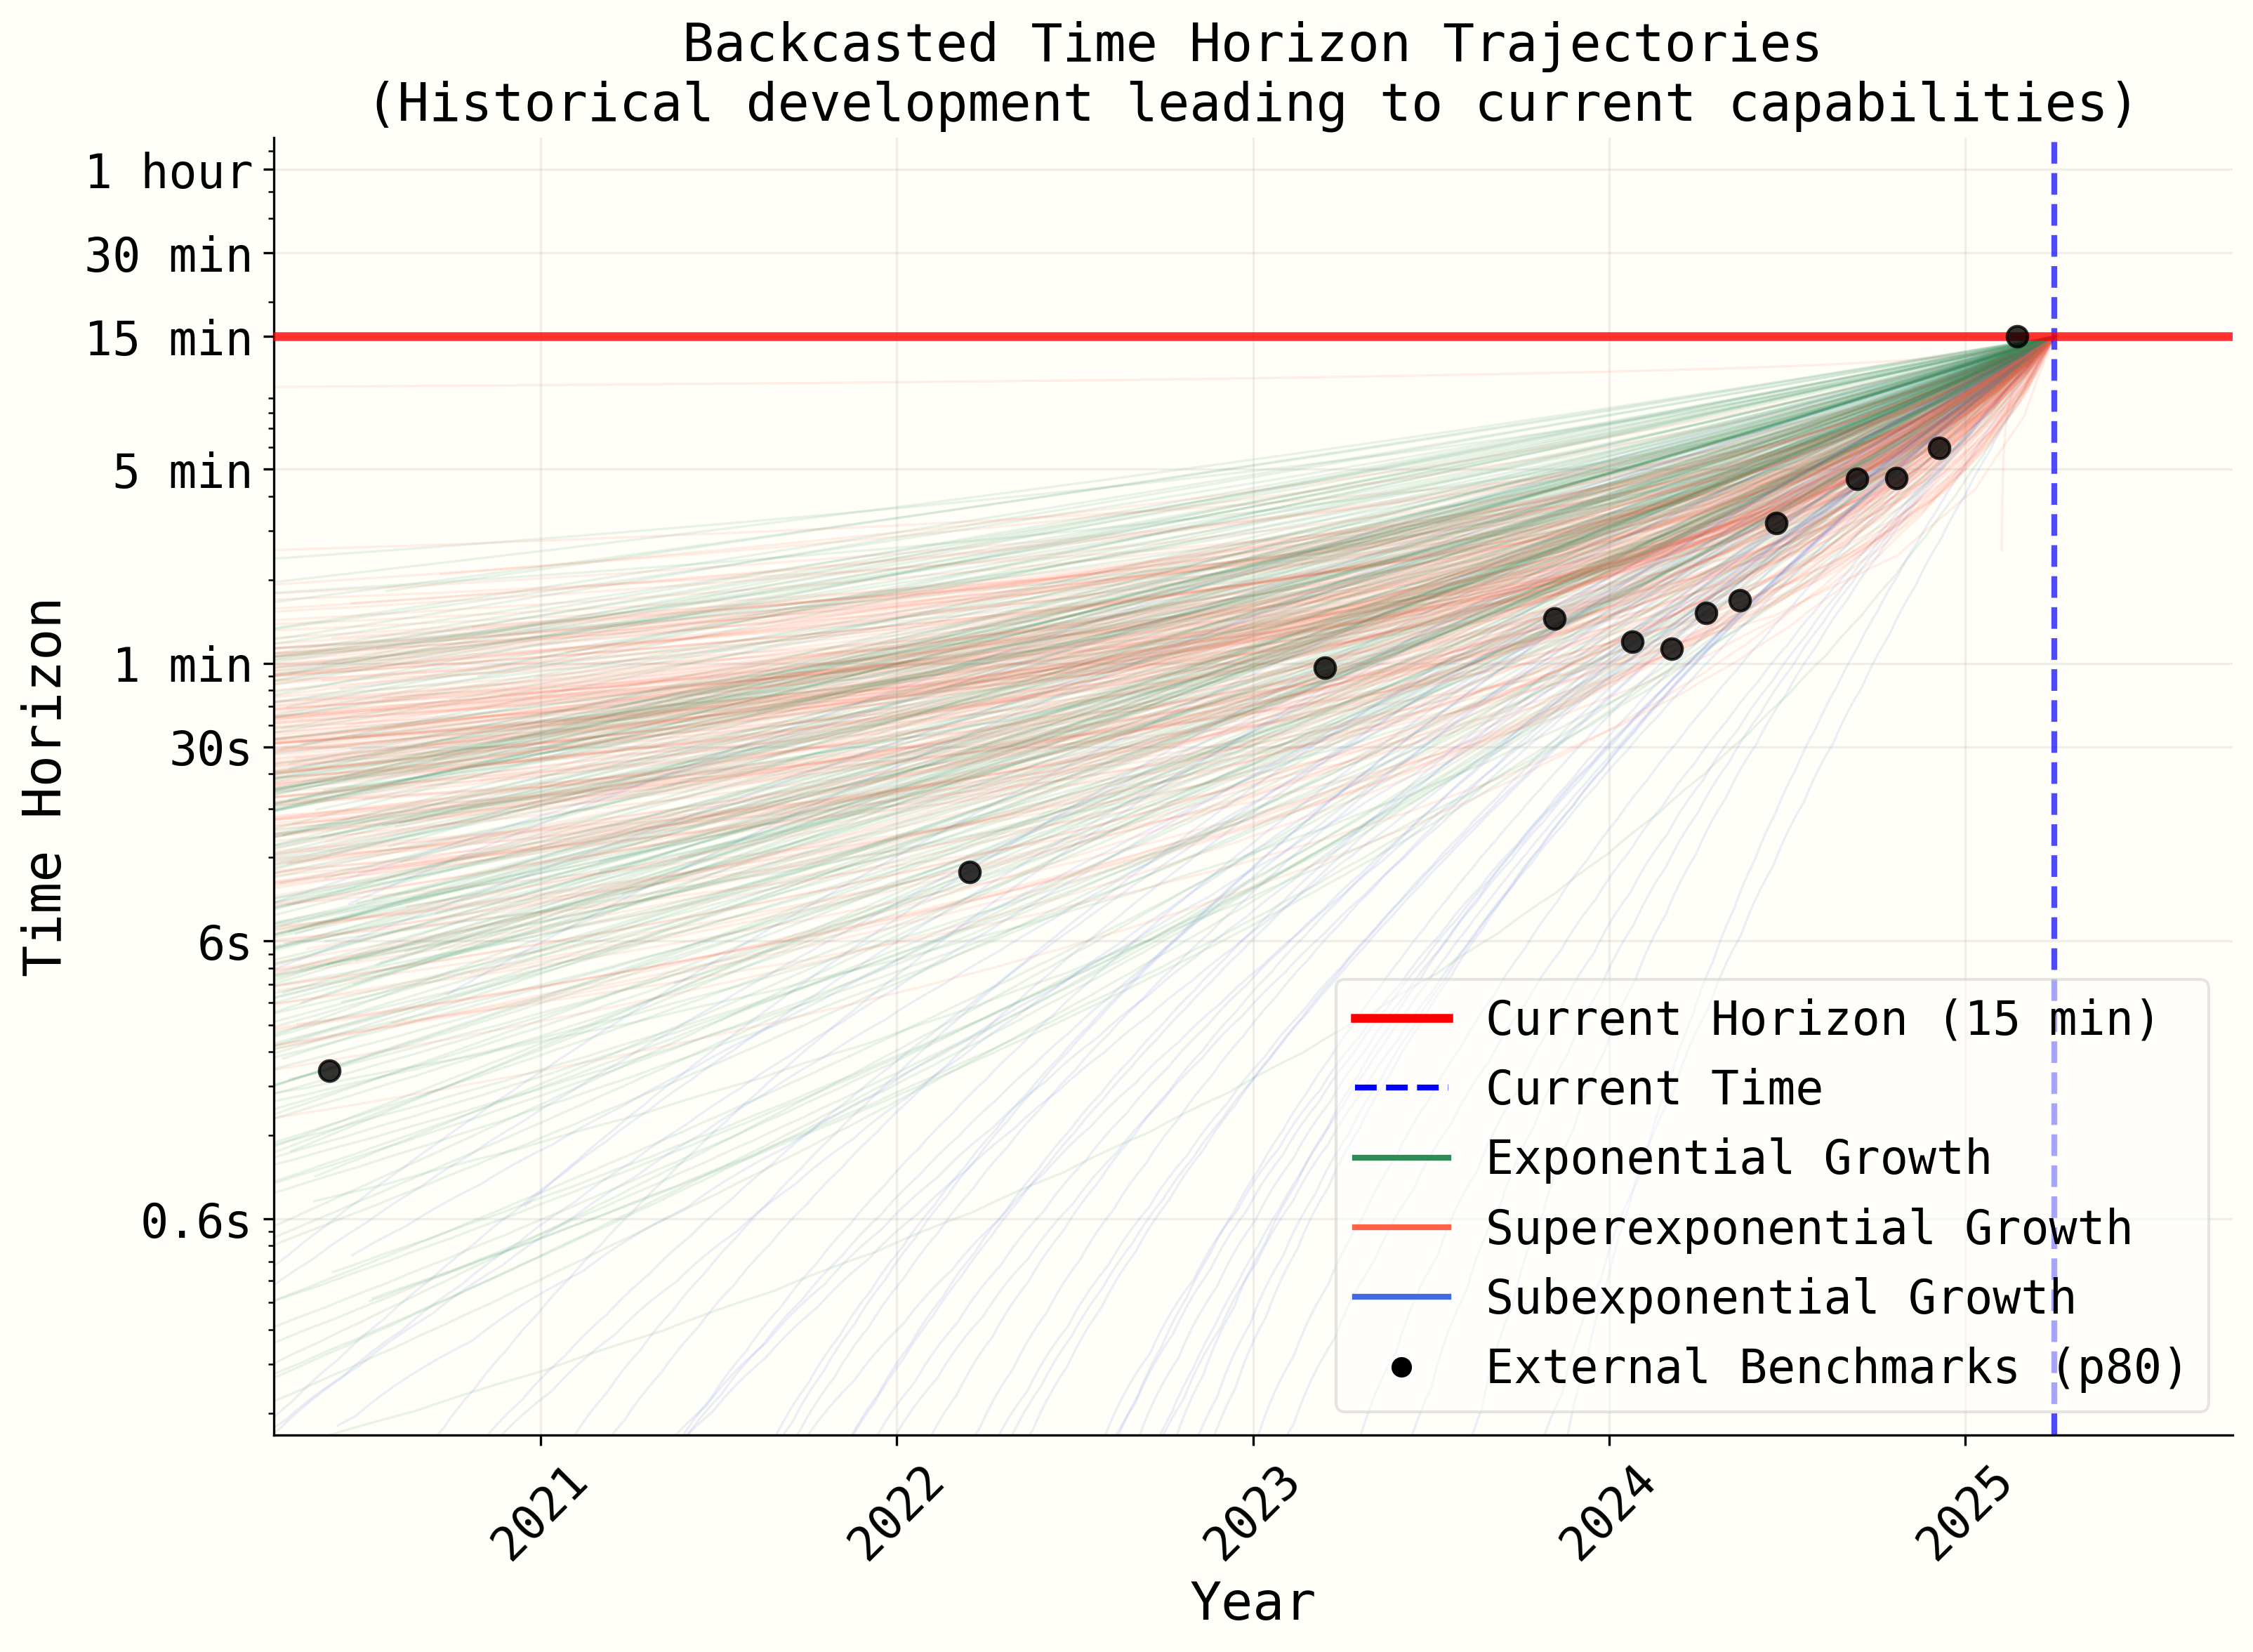 Backcasted Time Horizon Trajectories
(Historical development leading to current capabilities)
Time Horizon
1 hour
30 min
15 min
5 min
1 min
30s
6s
0.6s
Current Horizon (15 min)
Current Time
Exponential Growth
Superexponential Growth
Subexponential Growth
External Benchmarks (p80)
2021
2022
2023
2024
2025
Year